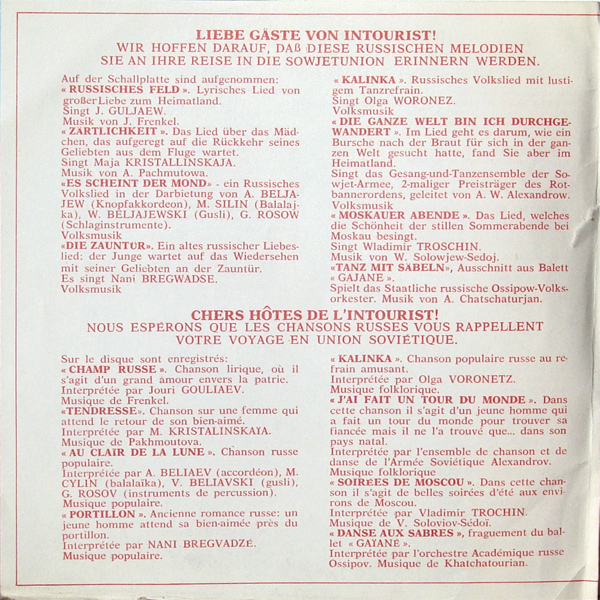 LIEBE GÄSTE VON INTOURIST!
WIR HOFFEN DARAUF, DAß DIESE RUSSISCHEN MELODIEN
SIE AN IHRE REISE IN DIE SOWJETUNION ERINNERN WERDEN.
Auf der Schallplatte sind aufgenommen:
« RUSSISCHES FELD ». Lyrisches Lied von
großer Liebe zum Heimatland.
Singt J. GULJAEW.
Musik von J. Frenkel.
« ZÄRTLICHKEIT ». Das Lied über das Mäd-
chen, das aufgeregt auf die Rückkehr seines
Geliebten aus dem Fluge wartet.
Singt Maja KRISTALLINSKAJA.
Musik von A. Pachmutowa.
«ES SCHEINT DER MOND» - ein Russisches
Volkslied in der Darbietung von A. BELJA-
JEW (Knopfakkordeon), M. SILIN (Balalaj-
ka), W. BELJAJEWSKI (Gusli), G. ROSOW
(Schlaginstrumente).
Volksmusik
«DIE ZAUNTUR». Ein altes russischer Liebes-
lied: der Junge wartet auf das Wiedersehen
mit seiner Geliebten an der Zauntür.
Es singt Nani BREGWADSE.
Volksmusik
« KALINKA ». Russisches Volkslied mit lusti-
gem Tanzrefrain.
Singt Olga WORONEZ.
Volksmusik
« DIE GANZE WELT BIN ICH DURCHGE-
WANDERT ». Im Lied geht es darum, wie ein
Bursche nach der Braut für sich in der gan-
zen Welt gesucht hatte, fand Sie aber im
Heimatland.
Singt das Gesang-und-Tanzensemble der So-
wjet-Armee, 2-maliger Preisträger des Rot-
bannerordens, geleitet von A. W. Alexandrow.
Volksmusik
« MOSKAUER ABENDE ». Das Lied, welches
die Schönheit der stillen Sommerabende bei
Moskau besingt.
Singt Wladimir TROSCHIN.
Musik von W. Solowjew-Sedoj.
«TANZ MIT SABELN», Ausschnitt aus Balett
« GAJANE ».
Spielt das Staatliche russische Ossipow-Volks-
orkester. Musik von A. Chatschaturjan.
CHERS HÔTES DE L'INTOURIST!
NOUS ESPÉRONS QUE LES CHANSONS RUSSES VOUS RAPPELLENT
VOTRE VOYAGE EN UNION SOVIÉTIQUE.
Sur le disque sont enregistrés:
« CHAMP RUSSE ». Chanson lirique, où il
s'agit d'un grand amour envers la patrie.
Interprétée par Jouri GOULIAEV.
Musique de Frenkel.
«TENDRESSE». Chanson sur une femme qui
attend le retour de son bien-aimé.
Interprétée par M. KRISTALINSKAYA.
Musique de Pakhmoutova.
« AU CLAIR DE LA LUNE ». Chanson russe
populaire.
Interpétée par A. BELIAEV (accordéon), M.
CYLIN (balalaïka), V. BELIAVSKI (gusli),
G. ROSOV (instruments de percussion).
Musique populaire.
« PORTILLON ». Ancienne romance russe: un
jeune homme attend sa bien-aimée près du
portillon.
Interprétée par NANI BREGVADZÉ.
Musique populaire.
« KALINKA ». Chanson populaire russe au re-
frain amusant.
Interprétée par Olga VORONETZ.
Musique folklorique.
« J'AI FAIT UN TOUR DU MONDE ». Dans
cette chanson il s'agit d'un jeune homme qui
a fait un tour du monde pour trouver sa
fiancée mais il ne l'a trouvé que... dans son
pays natal.
Interprétée par l'ensemble de chanson et de
danse de l'Armée Soviétique Alexandrov.
Musique folklorique
« SOIRÉES DE MOSCOU ». Dans cette chan-
son il s'agit de belles soirées d'été aux envi-
rons de Moscou.
Interprétée par Vladimir TROCHIN.
Musique de V. Soloviov-Sédoï.
« DANSE AUX SABRES », fraguement du bal-
let « GAYANÉ ».
Interprétée par l'orchestre Académique russe
Ossipov. Musique de Khatchatourian.